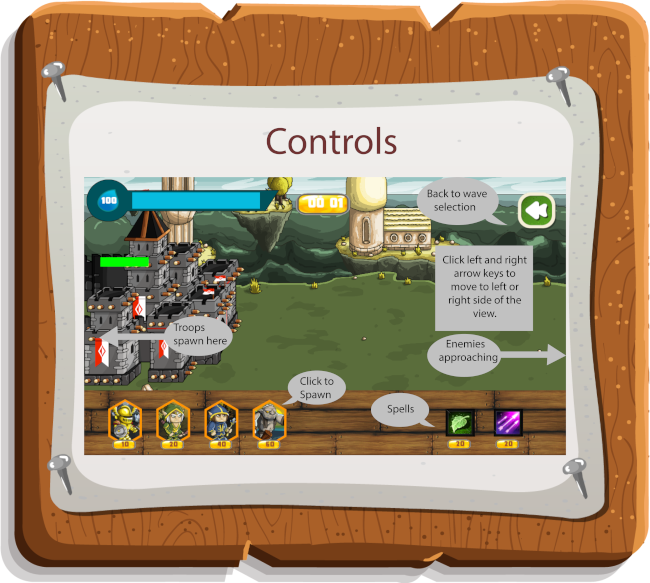 Controls
100
00 01
Back to wave
selection
Click left and right
arrow keys to
move to left or
right side of the
view.
Troops
spawn here
Enemies
approaching
Click to
Spawn
Spells
10
30
40
60
20
20